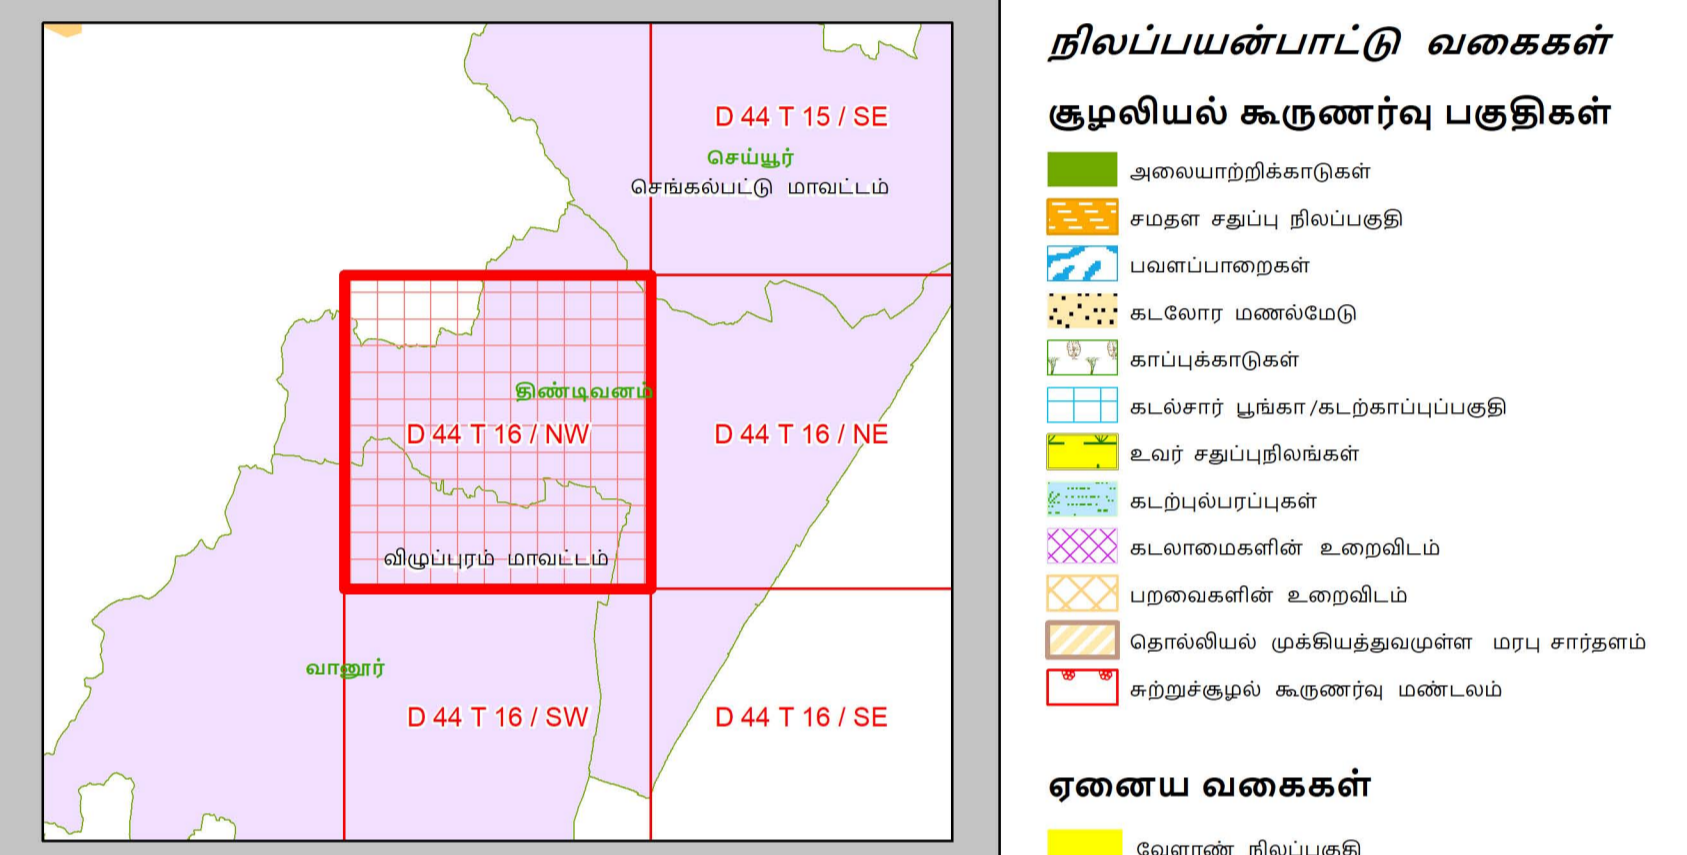 D 44 T 15 / SE
செய்யூர்
செங்கல்பட்டு மாவட்டம்
திண்டிவனம்
D 44 T 16 / NW
D 44 T 16 / NE
விழுப்புரம் மாவட்டம்
வானூர்
D 44 T 16 / SW
D 44 T 16 / SE
நிலப்பயன்பாட்டு வகைகள்
சூழலியல் கூருணர்வு பகுதிகள்
அலையாற்றிக்காடுகள்
சமதள சதுப்பு நிலப்பகுதி
பவளப்பாறைகள்
கடலோர மணல்மேடு
காப்புக்காடுகள்
கடல்சார் பூங்கா/கடற்காப்புப்பகுதி
உவர் சதுப்புநிலங்கள்
கடற்புல்பரப்புகள்
கடலாமைகளின் உறைவிடம்
பறவைகளின் உறைவிடம்
தொல்லியல் முக்கியத்துவமுள்ள மரபு சார்தளம்
சுற்றுச்சூழல் கூருணர்வு மண்டலம்
ஏனைய வகைகள்
வேளாண் நிலப்பகுதி